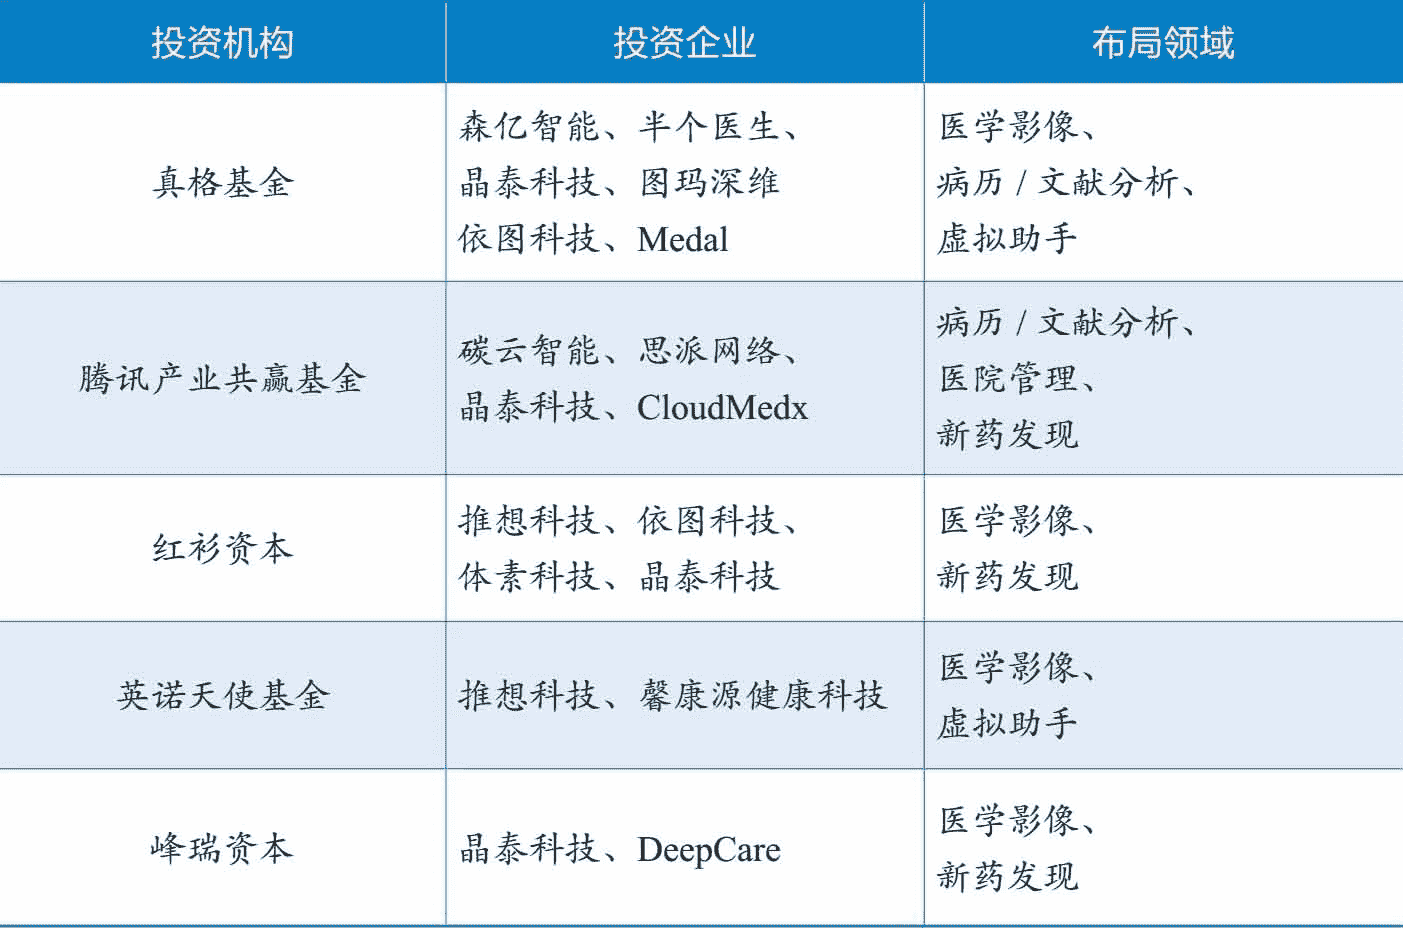 投资机构 投资企业 布局领域
真格基金
森亿智能、半个医生、
晶泰科技、图玛深维
依图科技、Medal
医学影像、
病历 / 文献分析、
虚拟助手
腾讯产业共赢基金
碳云智能、思派网络、
晶泰科技、CloudMedx
病历 / 文献分析、
医院管理、
新药发现
红衫资本
推想科技、依图科技、
体素科技、晶泰科技
医学影像、
新药发现
英诺天使基金
推想科技、馨康源健康科技
医学影像、
虚拟助手
峰瑞资本
晶泰科技、DeepCare
医学影像、
新药发现